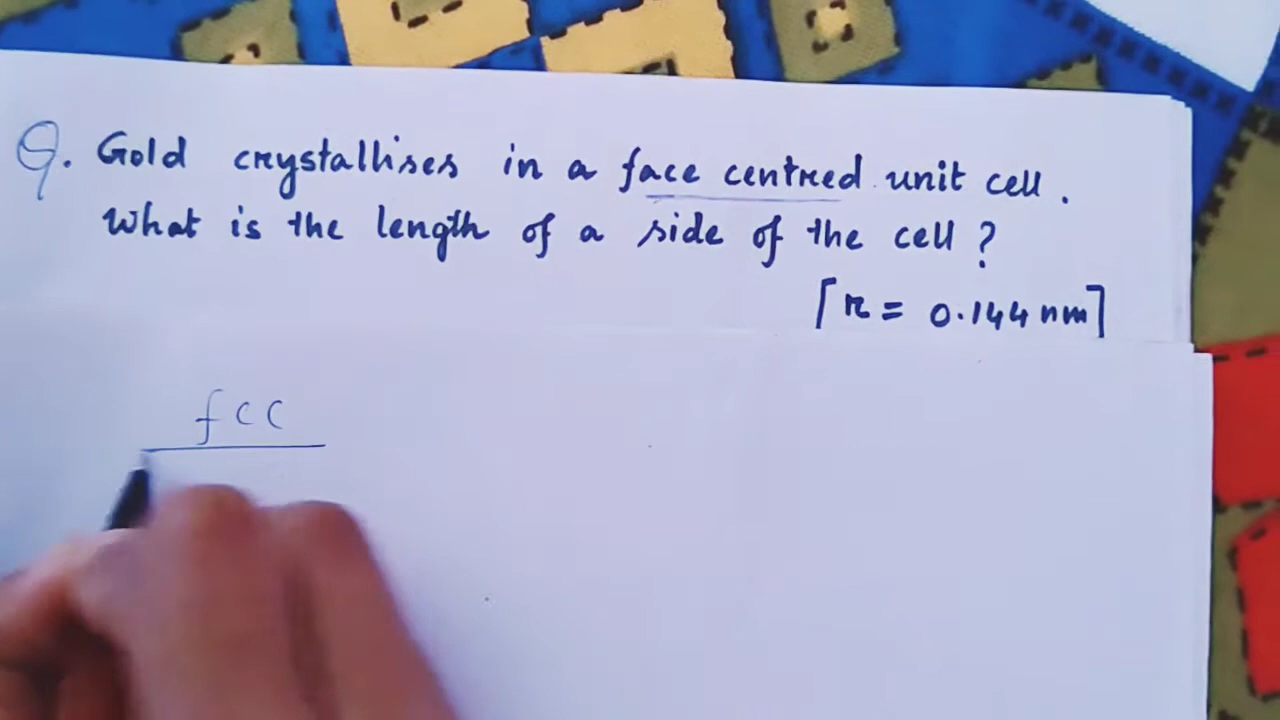 Q. Gold crystallises in a face centred unit cell.
What is the length of a side of the cell?
[r = 0.144 nm]
fcc